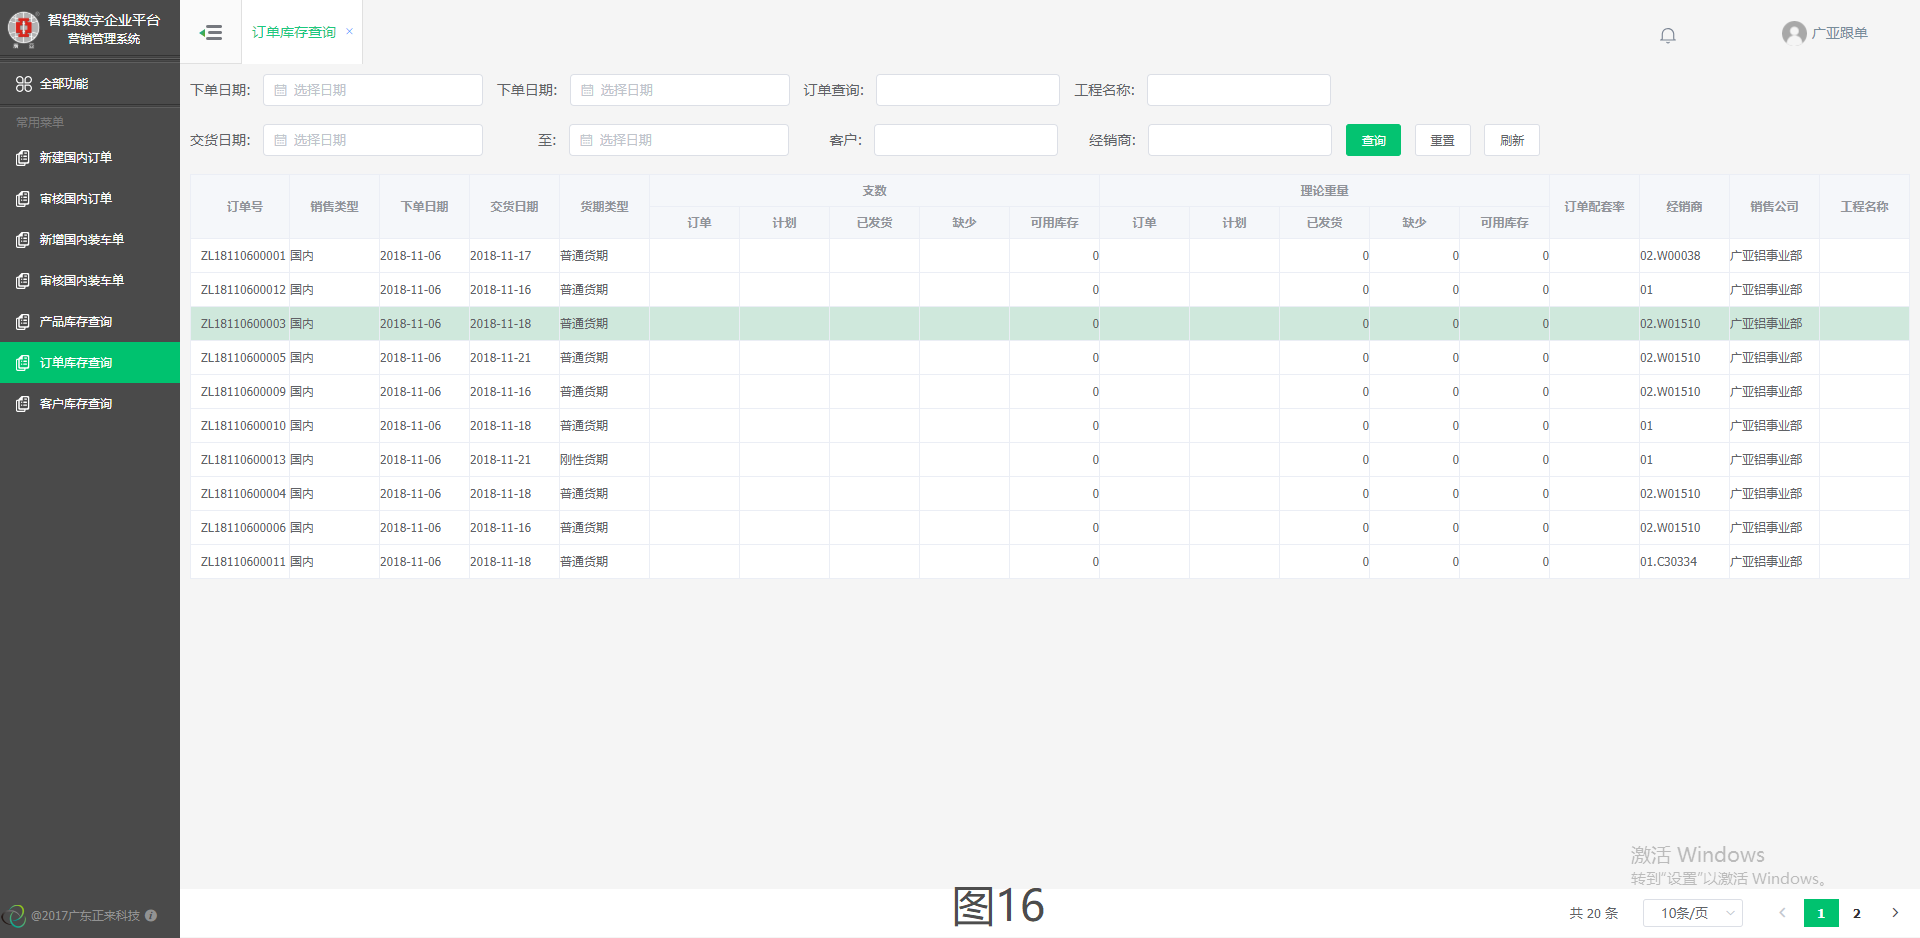 智铝数字企业平台
营销管理系统
全部功能
常用菜单
新建国内订单
审核国内订单
新增国内装车单
审核国内装车单
产品库存查询
订单库存查询
客户库存查询
@2017广东正来科技
订单库存查询 ×
广亚跟单
下单日期: 选择日期 下单日期: 选择日期 订单查询: 工程名称:
交货日期: 选择日期 至: 选择日期 客户: 经销商: 查询 重置 刷新
订单号 销售类型 下单日期 交货日期 货期类型 支数 理论重量 订单配套率 经销商 销售公司 工程名称
订单 计划 已发货 缺少 可用库存 订单 计划 已发货 缺少 可用库存
ZL18110600001 国内 2018-11-06 2018-11-17 普通货期 0 0 0 0 02.W00038 广亚铝事业部
ZL18110600012 国内 2018-11-06 2018-11-16 普通货期 0 0 0 0 01 广亚铝事业部
ZL18110600003 国内 2018-11-06 2018-11-18 普通货期 0 0 0 0 02.W01510 广亚铝事业部
ZL18110600005 国内 2018-11-06 2018-11-21 普通货期 0 0 0 0 02.W01510 广亚铝事业部
ZL18110600009 国内 2018-11-06 2018-11-16 普通货期 0 0 0 0 02.W01510 广亚铝事业部
ZL18110600010 国内 2018-11-06 2018-11-18 普通货期 0 0 0 0 01 广亚铝事业部
ZL18110600013 国内 2018-11-06 2018-11-21 刚性货期 0 0 0 0 01 广亚铝事业部
ZL18110600004 国内 2018-11-06 2018-11-18 普通货期 0 0 0 0 02.W01510 广亚铝事业部
ZL18110600006 国内 2018-11-06 2018-11-16 普通货期 0 0 0 0 02.W01510 广亚铝事业部
ZL18110600011 国内 2018-11-06 2018-11-18 普通货期 0 0 0 0 01.C30334 广亚铝事业部
激活 Windows
转到“设置”以激活 Windows。
图16
共 20 条 10条/页 1 2